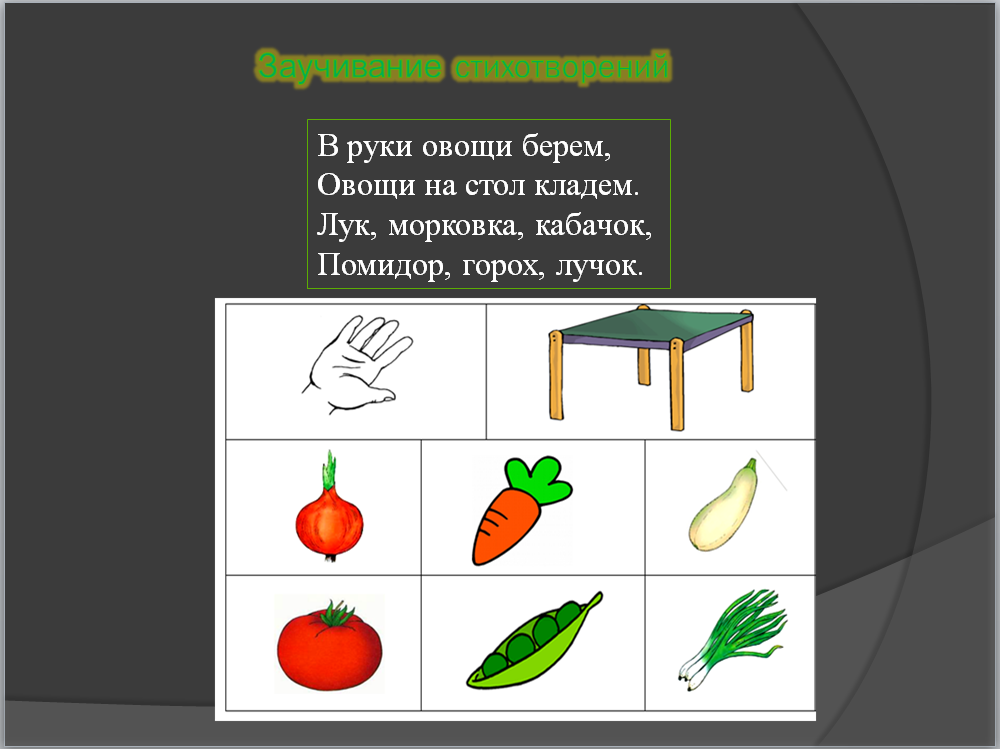 Заучивание стихотворений
В руки овощи берем,
Овощи на стол кладем.
Лук, морковка, кабачок,
Помидор, горох, лучок.